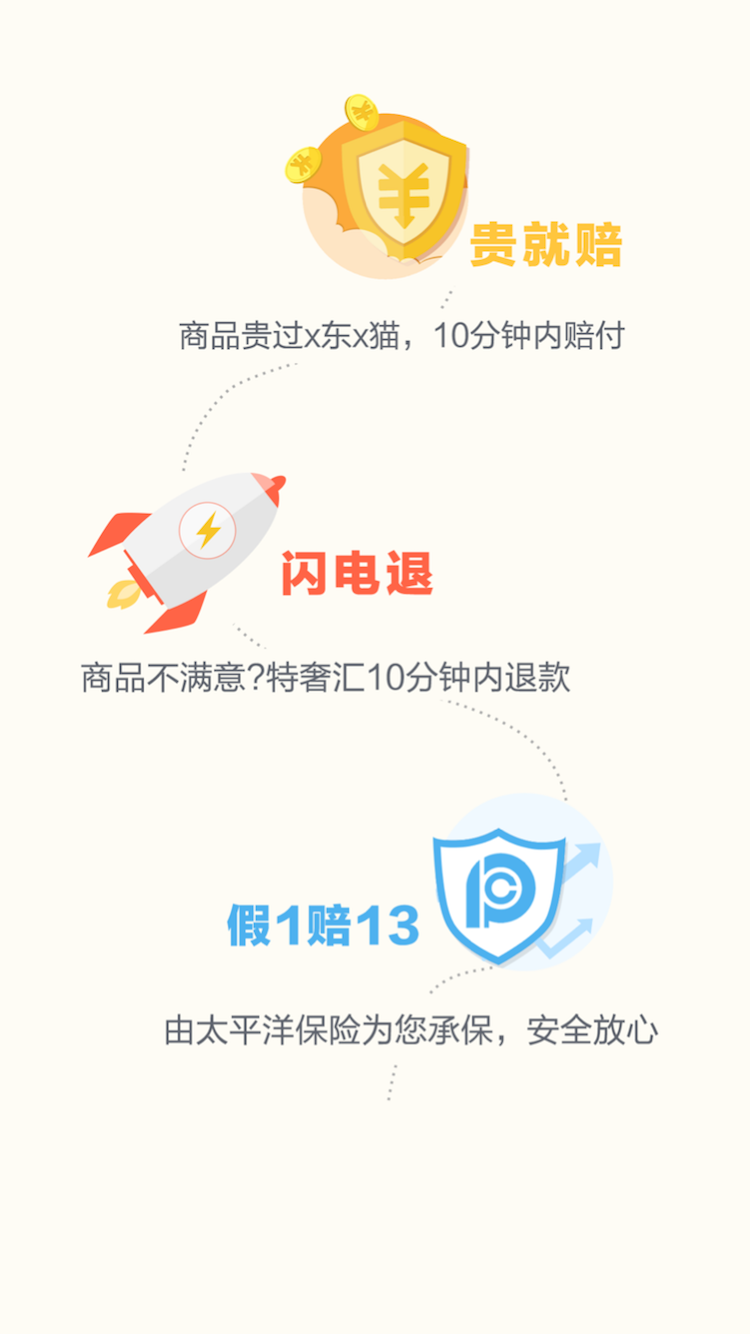 贵就赔
商品贵过x东x猫，10分钟内赔付
闪电退
商品不满意?特奢汇10分钟内退款
假1赔13
由太平洋保险为您承保，安全放心